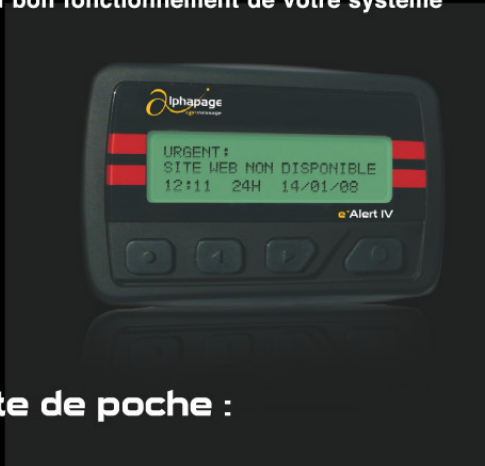 bon fonctionnement de votre système
alphapage
URGENT:
SITE WEB NON DISPONIBLE
12:11 24H 14/01/08
e*Alert IV
te de poche :